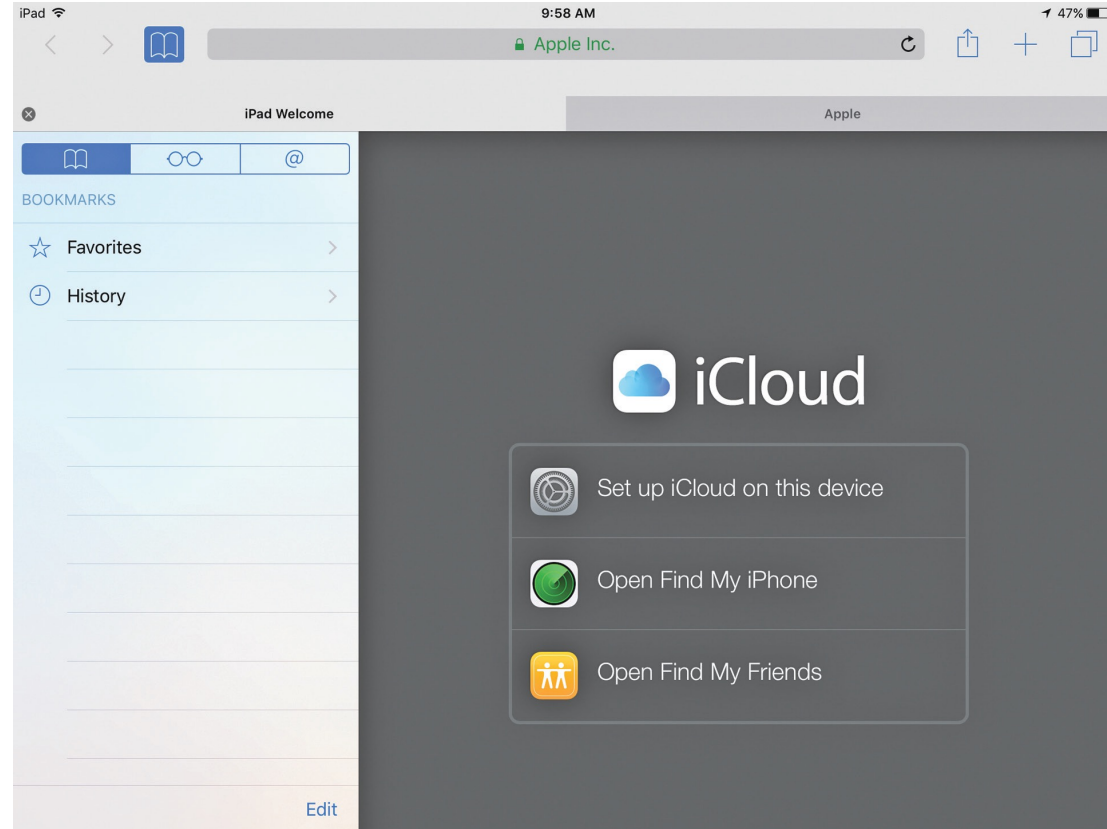 iPad 9:58 AM 47%
Apple Inc.
iPad Welcome Apple
@
BOOKMARKS
Favorites
History
iCloud
Set up iCloud on this device
Open Find My iPhone
Open Find My Friends
Edit